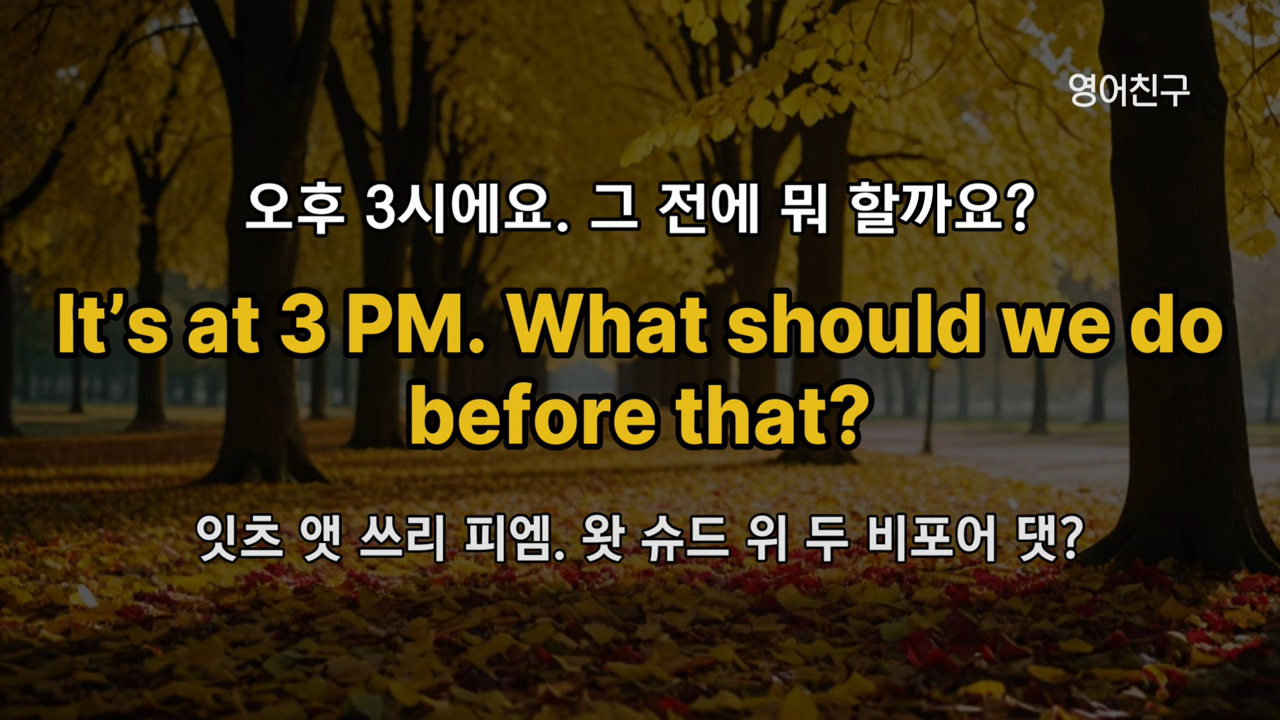 영어친구
오후 3시에요. 그 전에 뭐 할까요?
It’s at 3 PM. What should we do
before that?
잇츠 앳 쓰리 피엠. 왓 슈드 위 두 비포어 댓?